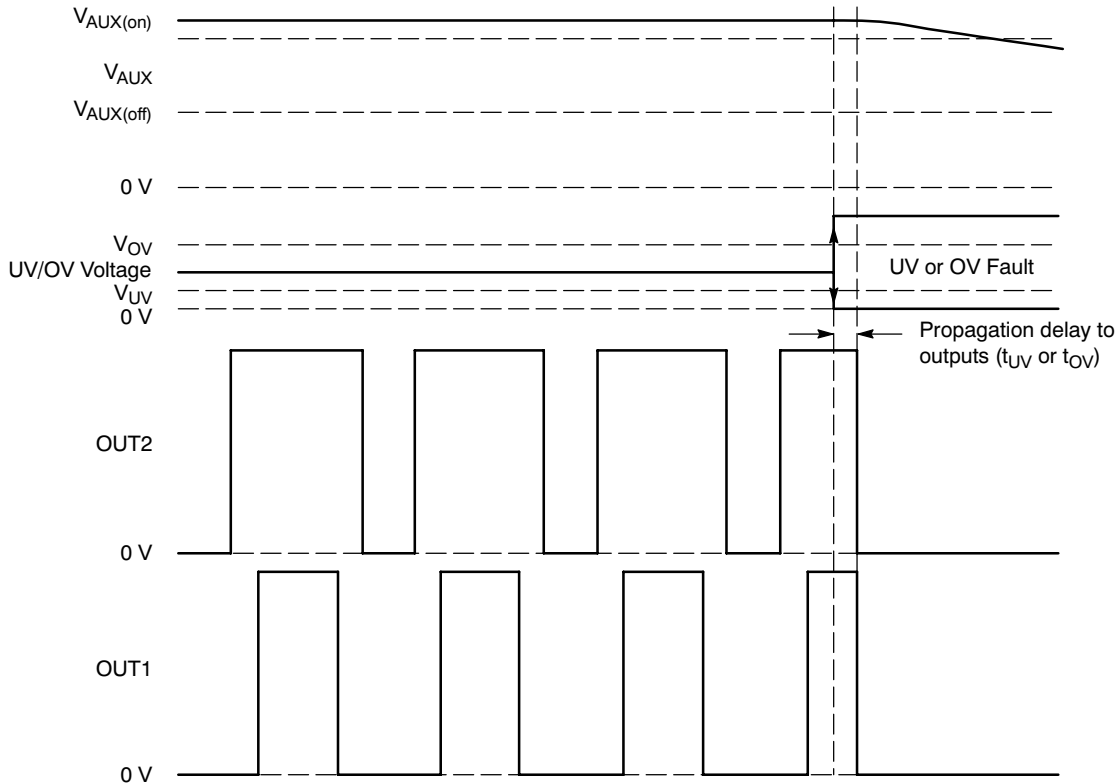 VAUX(on)
VAUX
VAUX(off)
0 V
VOV
UV/OV Voltage
VUV
0 V
UV or OV Fault
Propagation delay to
outputs (tUV or tOV)
OUT2
0 V
OUT1
0 V